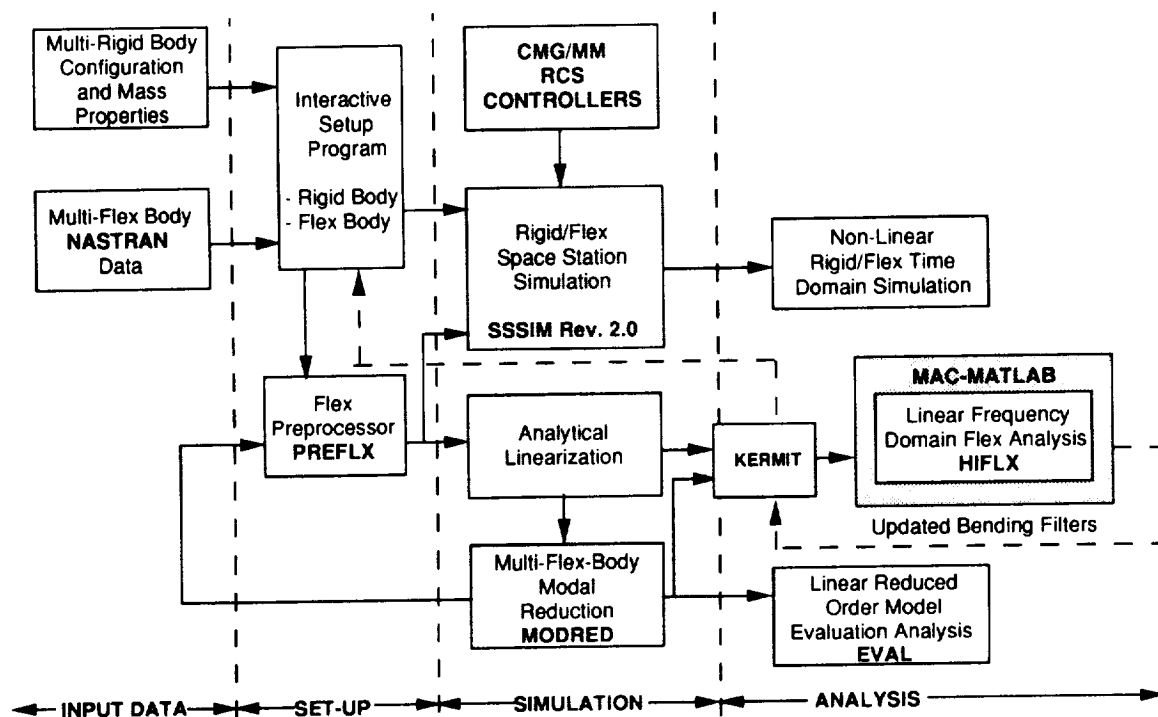 Multi-Rigid Body
Configuration
and Mass
Properties
Multi-Flex Body
NASTRAN
Data
Interactive
Setup
Program
- Rigid Body
- Flex Body
Flex
Preprocessor
PREFLX
CMG/MM
RCS
CONTROLLERS
Rigid/Flex
Space Station
Simulation
SSSIM Rev. 2.0
Analytical
Linearization
Multi-Flex-Body
Modal
Reduction
MODRED
Non-Linear
Rigid/Flex Time
Domain Simulation
KERMIT
MAC-MATLAB
Linear Frequency
Domain Flex Analysis
HIFLX
Updated Bending Filters
Linear Reduced
Order Model
Evaluation Analysis
EVAL
INPUT DATA
SET-UP
SIMULATION
ANALYSIS